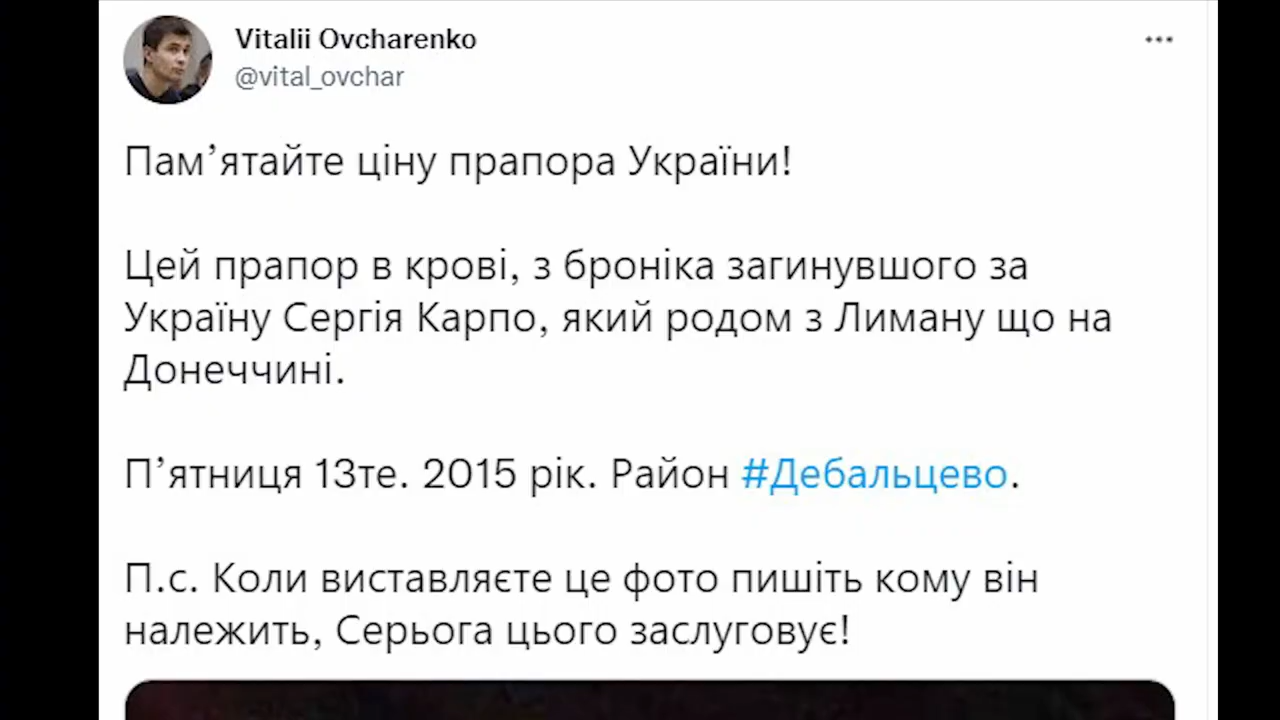 Vitalii Ovcharenko
@vital_ovchar
Пам’ятайте ціну прапора України!
Цей прапор в крові, з броніка загинувшого за
Україну Сергія Карпо, який родом з Лиману що на
Донеччині.
П’ятниця 13те. 2015 рік. Район #Дебальцево.
П.с. Коли виставляєте це фото пишіть кому він
належить, Серьога цього заслуговує!